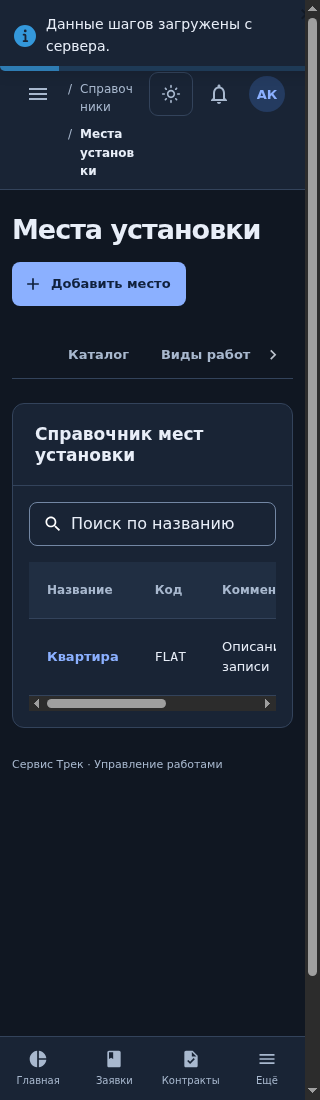 Данные шагов загружены с
сервера.
/ Справоч
ники
АК
/ Места
установ
ки
Места установки
+ Добавить место
Каталог
Виды работ
Справочник мест
установки
Поиск по названию
Название
Код
Коммен
Квартира
FLAT
Описани
записи
Сервис Трек · Управление работами
Главная
Заявки
Контракты
Ещё